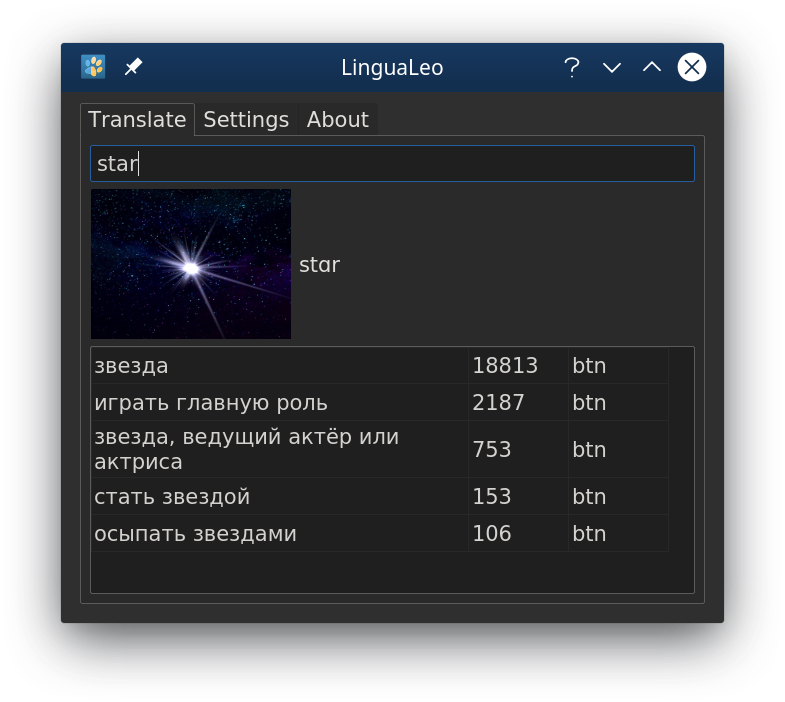 LinguaLeo
Translate Settings About
star
stɑr
звезда 18813 btn
играть главную роль 2187 btn
звезда, ведущий актёр или
актриса 753 btn
стать звездой 153 btn
осыпать звездами 106 btn